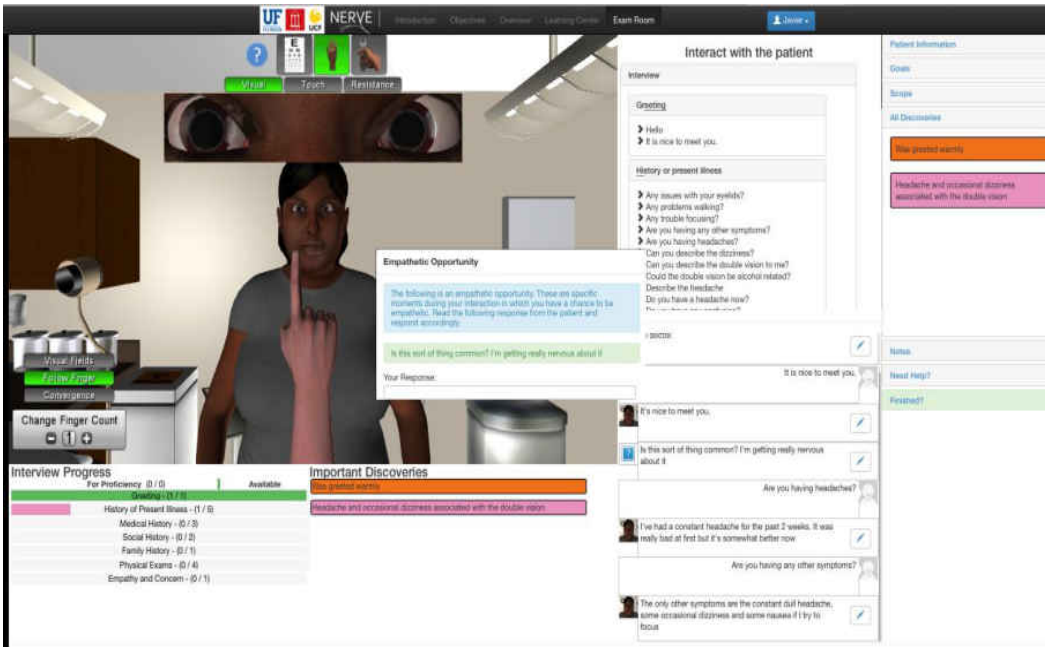 UF
UCF
NERVE
Introduction
Objectives
Overview
Learning Center
Exam Room
Javier
?
E
Visual
Touch
Resistance
Visual Fields
Follow Finger
Convergence
Change Finger Count
1
Interact with the patient
Interview
Greeting
Hello
It is nice to meet you.
History or present illness
Any issues with your eyelids?
Any problems walking?
Any trouble focusing?
Are you having any other symptoms?
Are you having headaches?
Can you describe the dizziness?
Can you describe the double vision to me?
Could the double vision be alcohol related?
Describe the headache
Do you have a headache now?
Empathetic Opportunity
The following is an empathetic opportunity. These are specific
moments during your interaction in which you have a chance to be
empathetic. Read the following response from the patient and
respond accordingly.
Is this sort of thing common? I'm getting really nervous about it
Your Response:
It is nice to meet you.
It's nice to meet you.
?
Is this sort of thing common? I'm getting really nervous
about it
Are you having headaches?
I've had a constant headache for the past 2 weeks. It was
really bad at first but it's somewhat better now
Are you having any other symptoms?
The only other symptoms are the constant dull headache,
some occasional dizziness and some nausea if I try to
focus
Patient Information
Goals
Scope
All Discoveries
Was greeted warmly
Headache and occasional dizziness
associated with the double vision
Notes
Need Help?
Finished?
Interview Progress
For Proficiency (0 / 0)
Available
Greeting - (1 / 1)
History of Present Illness - (1 / 5)
Medical History - (0 / 3)
Social History - (0 / 2)
Family History - (0 / 1)
Physical Exams - (0 / 4)
Empathy and Concern - (0 / 1)
Important Discoveries
Was greeted warmly
Headache and occasional dizziness associated with the double vision